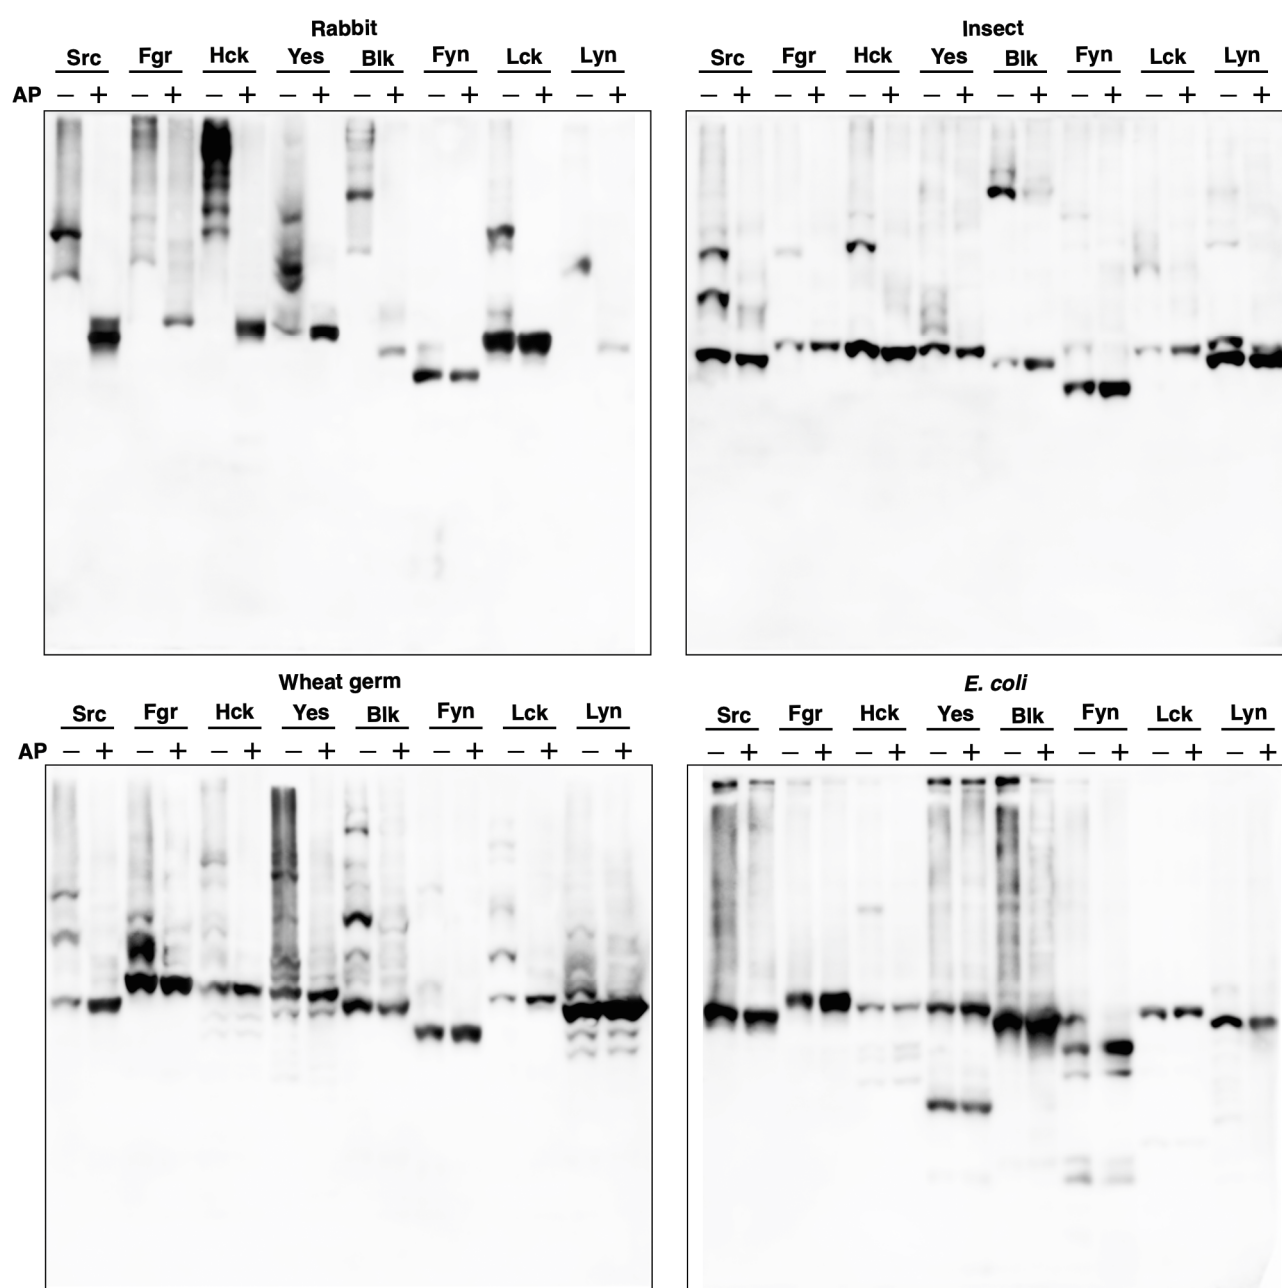 Rabbit
Src Fgr Hck Yes Blk Fyn Lck Lyn
AP − + − + − + − + − + − + − + − +
Insect
Src Fgr Hck Yes Blk Fyn Lck Lyn
− + − + − + − + − + − + − + − +
Wheat germ
Src Fgr Hck Yes Blk Fyn Lck Lyn
AP − + − + − + − + − + − + − + − +
E. coli
Src Fgr Hck Yes Blk Fyn Lck Lyn
− + − + − + − + − + − + − + − +